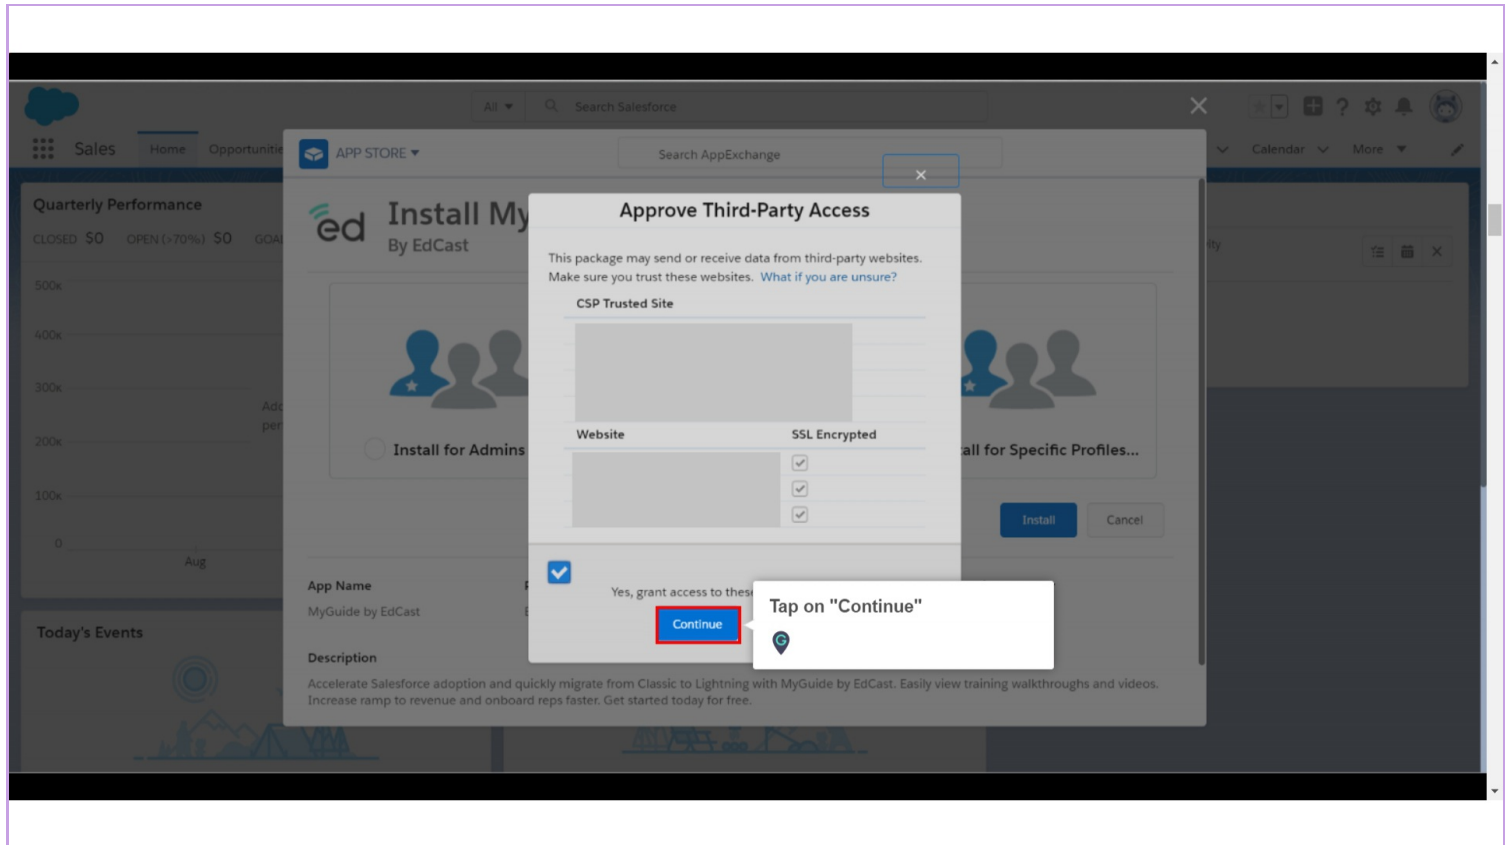 All
Search Salesforce
Sales
Home
Calendar
More
APP STORE
Search AppExchange
Quarterly Performance
CLOSED $0 OPEN (>70%) $0
500K
400K
300K
200K
100K
0
Aug
Today's Events
ed
Install My
By EdCast
Install for Admins
for Specific Profiles...
Install
Cancel
App Name
MyGuide by EdCast
Description
Accelerate Salesforce adoption and quickly migrate from Classic to Lightning with MyGuide by EdCast. Easily view training walkthroughs and videos.
Increase ramp to revenue and onboard reps faster. Get started today for free.
Approve Third-Party Access
This package may send or receive data from third-party websites.
Make sure you trust these websites. What if you are unsure?
CSP Trusted Site
Website
SSL Encrypted
Yes, grant access to these
Continue
Tap on "Continue"
G